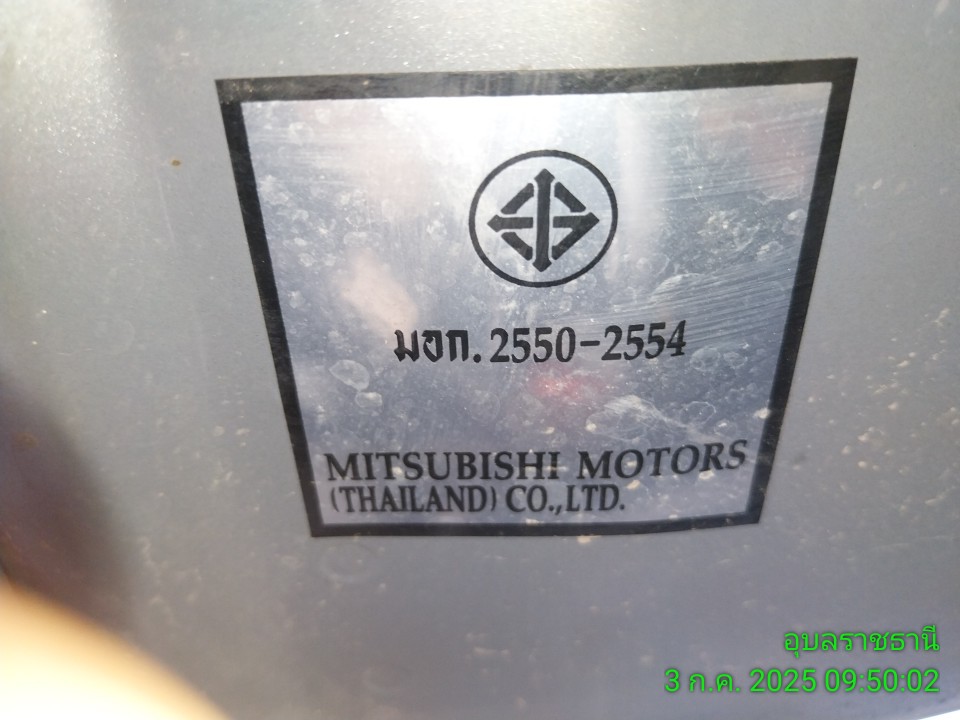 มอก. 2550-2554
MITSUBISHI MOTORS
(THAILAND) CO.,LTD.
อุบลราชธานี
3 ก.ค. 2025 09:50:02